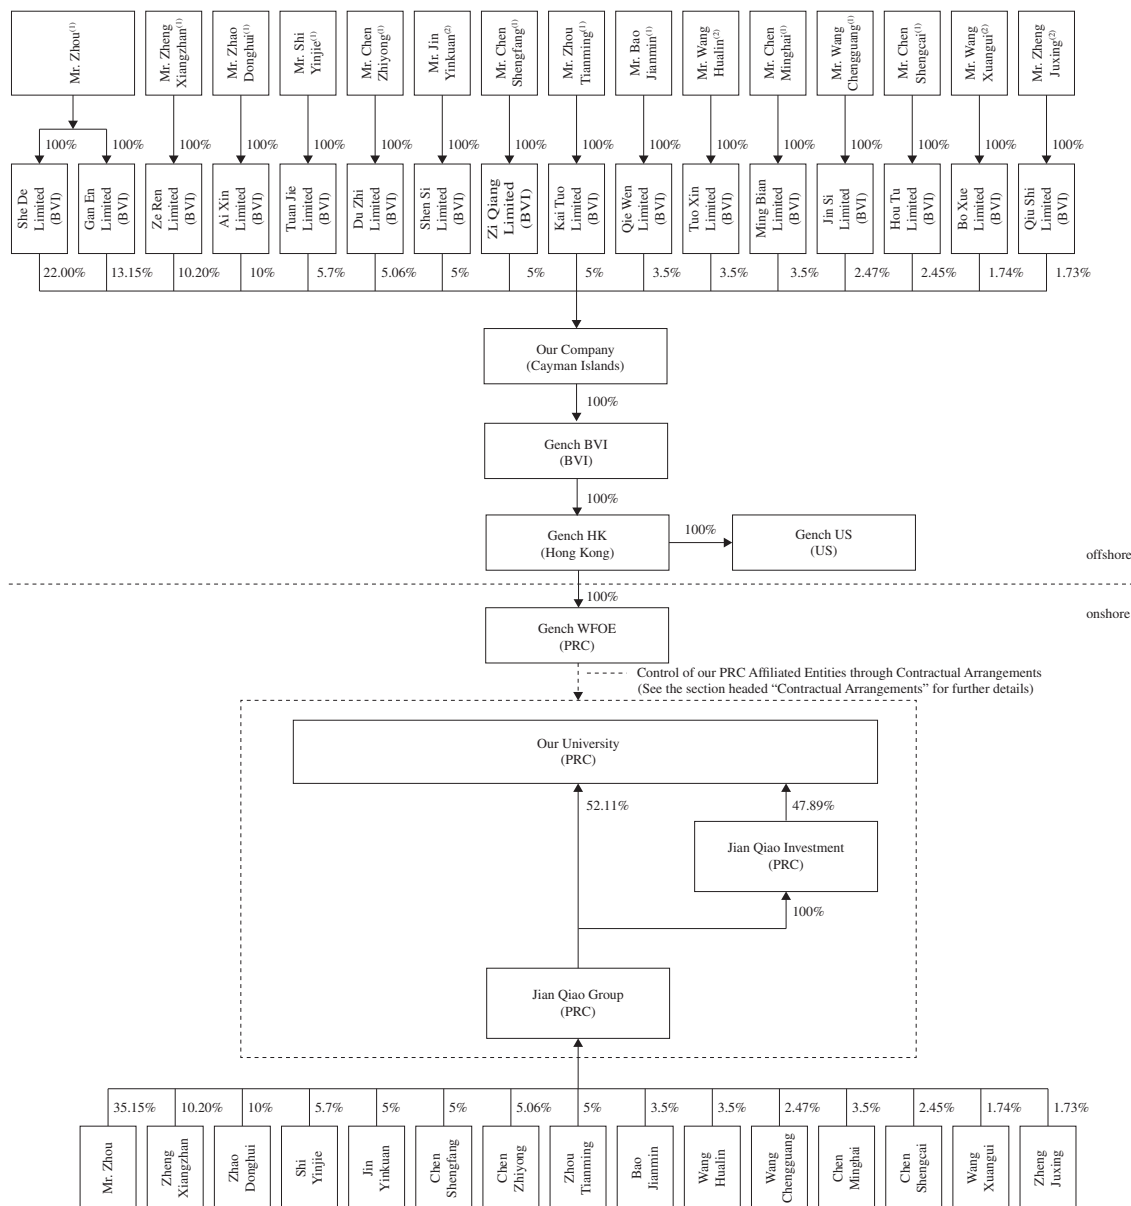 Mr. Zhou(1)
Mr. Zheng
Xiangzhan(1)
Mr. Zhao
Donghui(1)
Mr. Shi
Yinjie(1)
Mr. Chen
Zhiyong(1)
Mr. Jin
Yinkuan(2)
Mr. Chen
Shengfang(1)
Mr. Zhou
Tianming(1)
Mr. Bao
Jianmin(1)
Mr. Wang
Hualin(2)
Mr. Chen
Minghai(1)
Mr. Wang
Chengguang(1)
Mr. Chen
Shengcai(1)
Mr. Wang
Xuangui(2)
Mr. Zheng
Juxing(2)
100% 100% 100% 100% 100% 100% 100% 100% 100% 100% 100% 100% 100% 100% 100% 100%
She De
Limited
(BVI)
Gan En
Limited
(BVI)
Ze Ren
Limited
(BVI)
Ai Xin
Limited
(BVI)
Tuan Jie
Limited
(BVI)
Du Zhi
Limited
(BVI)
Shen Si
Limited
(BVI)
Zi Qiang
Limited
(BVI)
Kai Tuo
Limited
(BVI)
Qie Wen
Limited
(BVI)
Tuo Xin
Limited
(BVI)
Ming Bian
Limited
(BVI)
Jin Si
Limited
(BVI)
Hou Tu
Limited
(BVI)
Bo Xue
Limited
(BVI)
Qiu Shi
Limited
(BVI)
22.00% 13.15% 10.20% 10% 5.7% 5.06% 5% 5% 5% 3.5% 3.5% 3.5% 2.47% 2.45% 1.74% 1.73%
Our Company
(Cayman Islands)
100%
Gench BVI
(BVI)
100%
Gench HK
(Hong Kong)
100%
Gench US
(US)
offshore
100%
onshore
Gench WFOE
(PRC)
Control of our PRC Affiliated Entities through Contractual Arrangements
(See the section headed “Contractual Arrangements” for further details)
Our University
(PRC)
52.11%
47.89%
Jian Qiao Investment
(PRC)
100%
Jian Qiao Group
(PRC)
35.15% 10.20% 10% 5.7% 5% 5% 5.06% 5% 3.5% 3.5% 2.47% 3.5% 2.45% 1.74% 1.73%
Mr. Zhou
Zheng
Xiangzhan
Zhao
Donghui
Shi
Yinjie
Jin
Yinkuan
Chen
Shengfang
Chen
Zhiyong
Zhou
Tianming
Bao
Jianmin
Wang
Hualin
Wang
Chengguang
Chen
Minghai
Chen
Shengcai
Wang
Xuangui
Zheng
Juxing